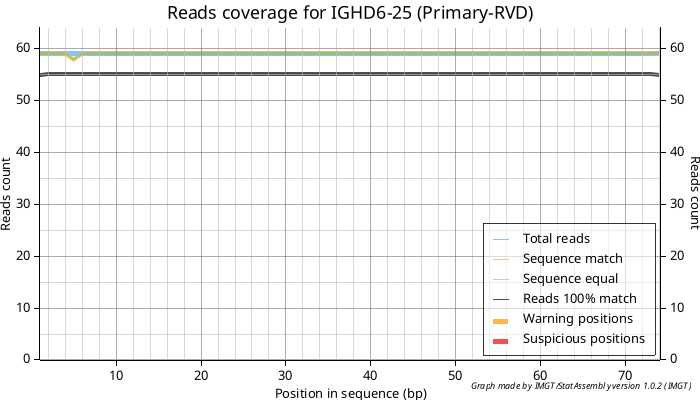 Reads coverage for IGHD6-25 (Primary-RVD)
60
50
40
30
20
10
0
Reads count
60
50
40
30
20
10
0
Reads count
Total reads
Sequence match
Sequence equal
Reads 100% match
Warning positions
Suspicious positions
10 20 30 40 50 60 70
Position in sequence (bp)
Graph made by IMGT/StatAssembly version 1.0.2 (IMGT)